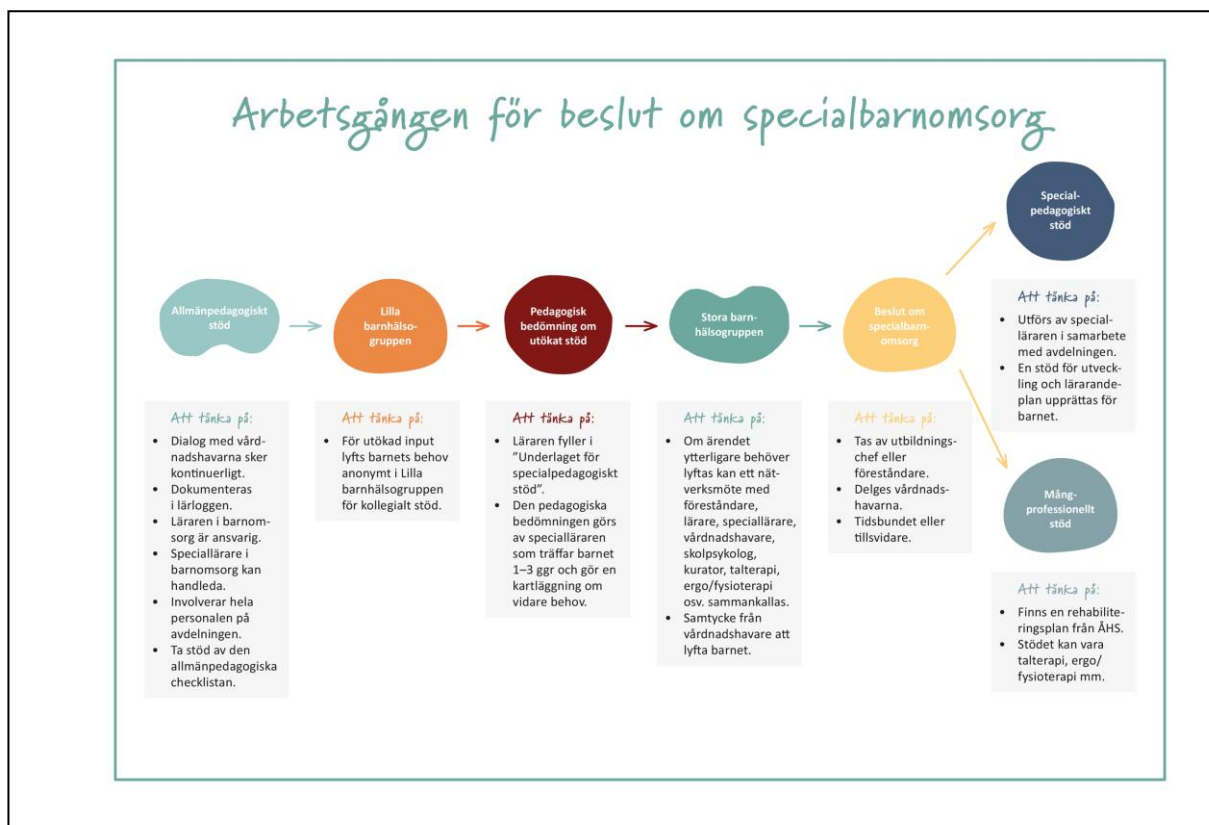 Arbetsgången för beslut om specialbarnomsorg
Allmänpedagogiskt
stöd
Att tänka på:
• Dialog med vård-
nadshavarna sker
kontinuerligt.
• Dokumenteras
i lärloggen.
• Läraren i barnom-
sorg är ansvarig.
• Speciallärare i
barnomsorg kan
handleda.
• Involverar hela
personalen på
avdelningen.
• Ta stöd av den
allmänpedagogiska
checklistan.
Lilla
barnhälso-
gruppen
Att tänka på:
• För utökad input
lyfts barnets behov
anonymt i Lilla
barnhälsogruppen
för kollegialt stöd.
Pedagogisk
bedömning om
utökat stöd
Att tänka på:
• Läraren fyller i
”Underlaget för
specialpedagogiskt
stöd”.
• Den pedagogiska
bedömningen görs
av specialläraren
som träffar barnet
1–3 ggr och gör en
kartläggning om
vidare behov.
Stora barn-
hälsogruppen
Att tänka på:
• Om ärendet
ytterligare behöver
lyftas kan ett nät-
verksmöte med
föreståndare,
lärare, speciallärare,
vårdnadshavare,
skolpsykolog,
kurator, talterapi,
ergo/fysioterapi
osv. sammankallas.
• Samtycke från
vårdnadshavare att
lyfta barnet.
Beslut om
specialbarn-
omsorg
Att tänka på:
• Tas av utbildnings-
chef eller
föreståndare.
• Delges vårdnads-
havarna.
• Tidsbundet eller
tillsvidare.
Special-
pedagogiskt
stöd
Att tänka på:
• Utförs av special-
läraren i samarbete
med avdelningen.
• En stöd för utveck-
ling och lärarande-
plan upprättas för
barnet.
Mång-
professionellt
stöd
Att tänka på:
• Finns en rehabilite-
ringsplan från ÅHS.
• Stödet kan vara
talterapi, ergo/
fysioterapi mm.